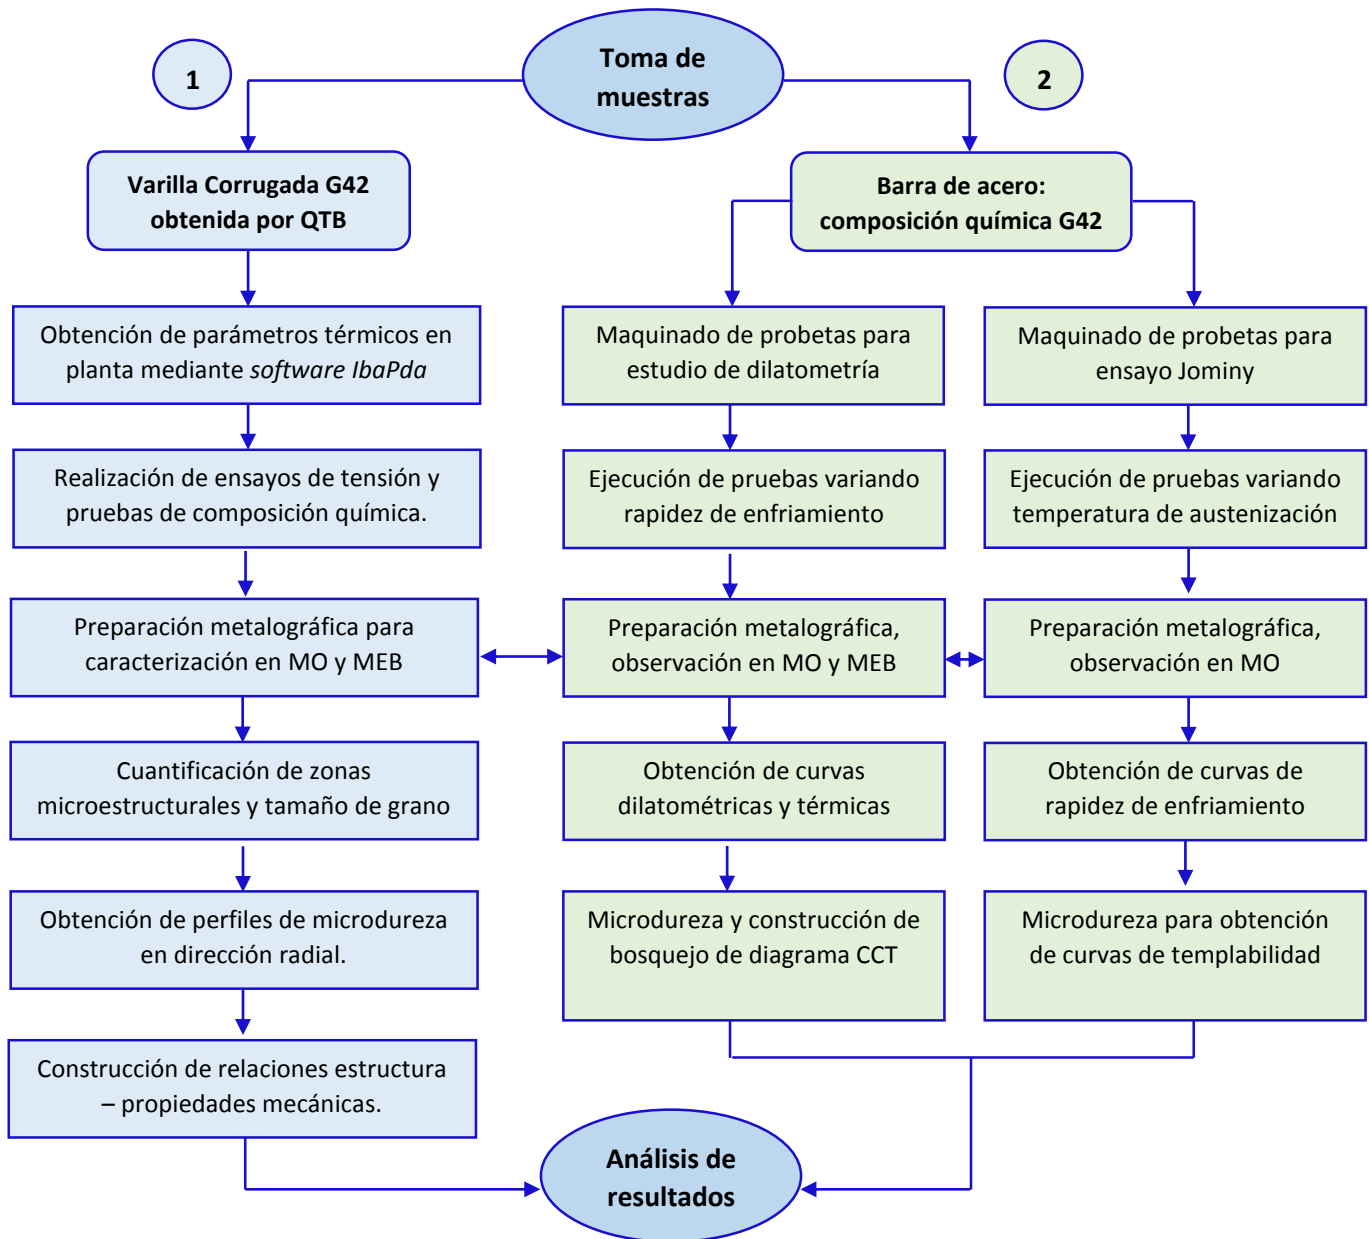 1
Toma de
muestras
2
Varilla Corrugada G42
obtenida por QTB
Barra de acero:
composición química G42
Obtención de parámetros térmicos en
planta mediante software IbaPda
Maquinado de probetas para
estudio de dilatometría
Maquinado de probetas para
ensayo Jominy
Realización de ensayos de tensión y
pruebas de composición química.
Ejecución de pruebas variando
rapidez de enfriamiento
Ejecución de pruebas variando
temperatura de austenización
Preparación metalográfica para
caracterización en MO y MEB
Preparación metalográfica,
observación en MO y MEB
Preparación metalográfica,
observación en MO
Cuantificación de zonas
microestructurales y tamaño de grano
Obtención de curvas
dilatométricas y térmicas
Obtención de curvas de
rapidez de enfriamiento
Obtención de perfiles de microdureza
en dirección radial.
Microdureza y construcción de
bosquejo de diagrama CCT
Microdureza para obtención
de curvas de templabilidad
Construcción de relaciones estructura
– propiedades mecánicas.
Análisis de
resultados